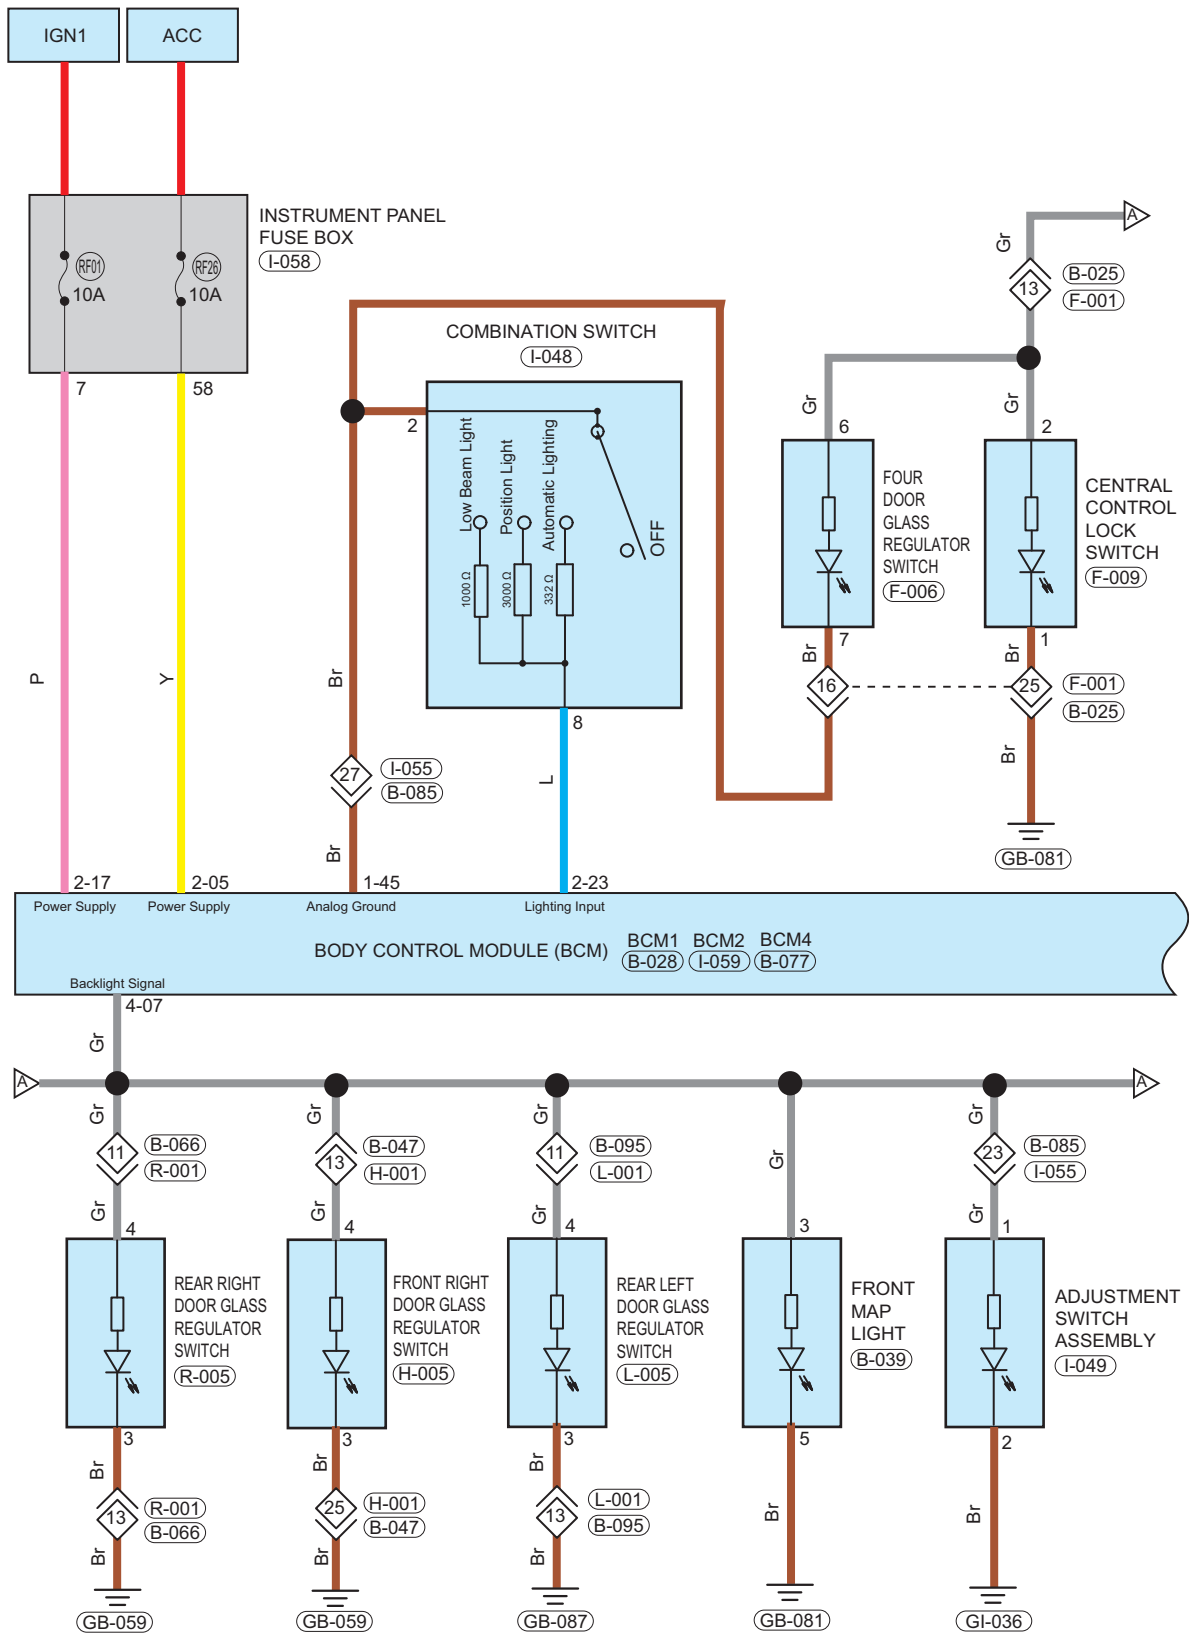 IGN1
ACC
INSTRUMENT PANEL
FUSE BOX
I-058
RF01
10A
RF26
10A
7
58
P
Y
COMBINATION SWITCH
I-048
2
Low Beam Light
Position Light
Automatic Lighting
OFF
1000 Ω
3000 Ω
332 Ω
8
L
Br
27
I-055
B-085
Br
A
Gr
13
B-025
F-001
Gr
Gr
6
2
FOUR
DOOR
GLASS
REGULATOR
SWITCH
F-006
CENTRAL
CONTROL
LOCK
SWITCH
F-009
7
1
Br
Br
16
25
F-001
B-025
Br
GB-081
2-17
2-05
1-45
2-23
Power Supply
Power Supply
Analog Ground
Lighting Input
BODY CONTROL MODULE (BCM)
BCM1
BCM2
BCM4
B-028
I-059
B-077
Backlight Signal
4-07
Gr
A
A
Gr
Gr
Gr
Gr
Gr
11
B-066
R-001
13
B-047
H-001
11
B-095
L-001
23
B-085
I-055
Gr
Gr
Gr
Gr
4
4
4
3
1
REAR RIGHT
DOOR GLASS
REGULATOR
SWITCH
R-005
FRONT RIGHT
DOOR GLASS
REGULATOR
SWITCH
H-005
REAR LEFT
DOOR GLASS
REGULATOR
SWITCH
L-005
FRONT
MAP
LIGHT
B-039
ADJUSTMENT
SWITCH
ASSEMBLY
I-049
3
3
3
5
2
Br
Br
Br
Br
Br
13
R-001
B-066
25
H-001
B-047
13
L-001
B-095
Br
Br
Br
GB-059
GB-059
GB-087
GB-081
GI-036